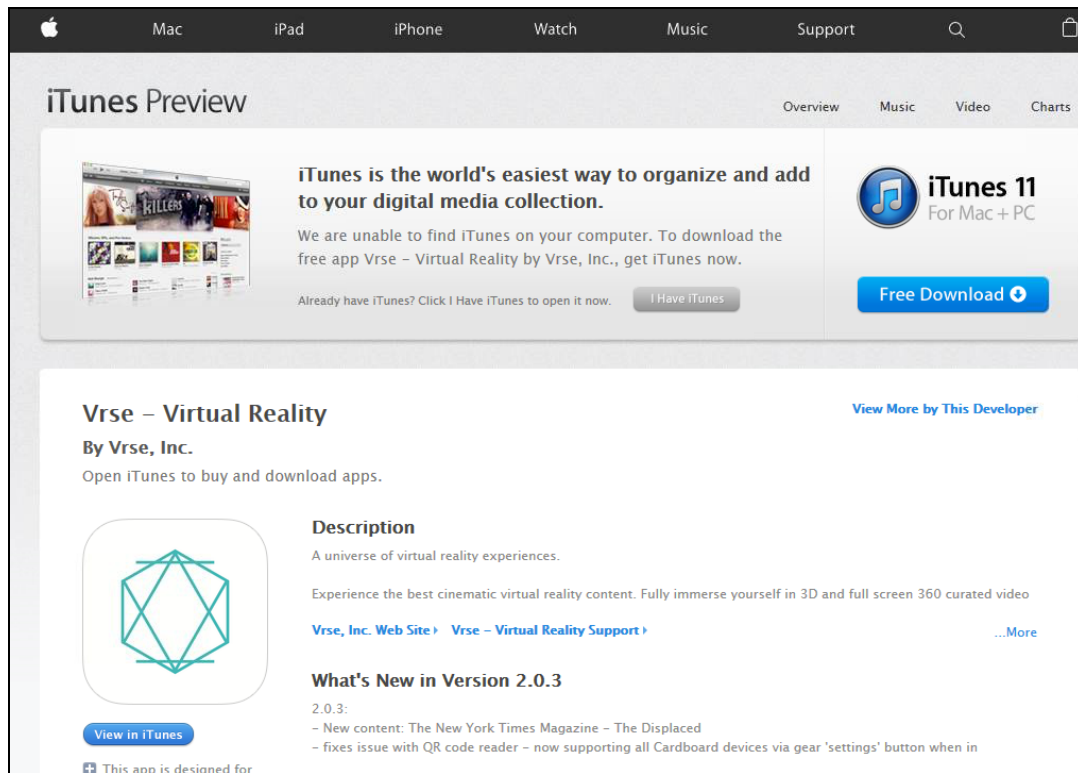 Mac iPad iPhone Watch Music Support
iTunes Preview
Overview Music Video Charts
KILLERS
iTunes is the world's easiest way to organize and add
to your digital media collection.
We are unable to find iTunes on your computer. To download the
free app Vrse – Virtual Reality by Vrse, Inc., get iTunes now.
Already have iTunes? Click I Have iTunes to open it now.
I Have iTunes
iTunes 11
For Mac + PC
Free Download
Vrse – Virtual Reality
View More by This Developer
By Vrse, Inc.
Open iTunes to buy and download apps.
Description
A universe of virtual reality experiences.
Experience the best cinematic virtual reality content. Fully immerse yourself in 3D and full screen 360 curated video
Vrse, Inc. Web Site Vrse – Virtual Reality Support
...More
What's New in Version 2.0.3
2.0.3:
– New content: The New York Times Magazine – The Displaced
– fixes issue with QR code reader – now supporting all Cardboard devices via gear 'settings' button when in
View in iTunes
This app is designed for